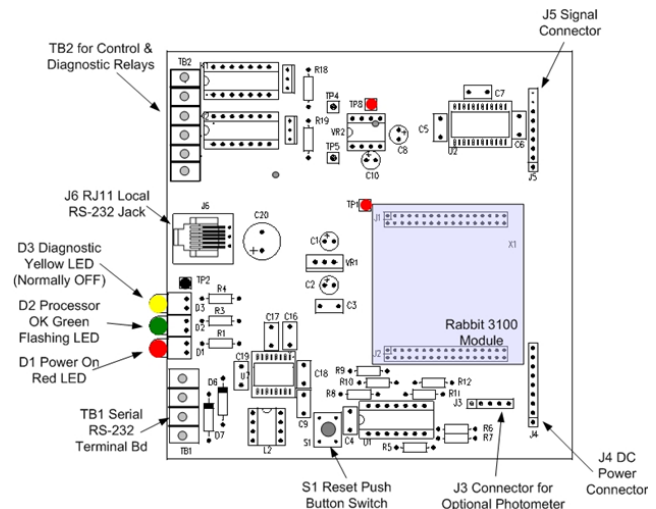 J5 Signal
Connector
TB2 for Control &
Diagnostic Relays
TB2
R18
TP4
TP8
C7
R19
VR2
C5
C6
TP5
C8
J2
C10
J5
J6 RJ11 Local
RS-232 Jack
J6
C20
TP1
J1
X1
C1
VR1
D3 Diagnostic
Yellow LED
(Normally OFF)
TP2
C2
R4
D3
C3
D2 Processor
OK Green
Flashing LED
R3
D2
C17
C16
Rabbit 3100
Module
R1
D1
J2
D1 Power On
Red LED
C19
U7
C18
R9
R10
R12
R8
R11
D6
TB1 Serial
RS-232
Terminal Bd
D7
C9
J3
C4
U1
R6
R7
TB1
L2
S1
R5
J4
S1 Reset Push
Button Switch
J3 Connector for
Optional Photometer
J4 DC
Power
Connector